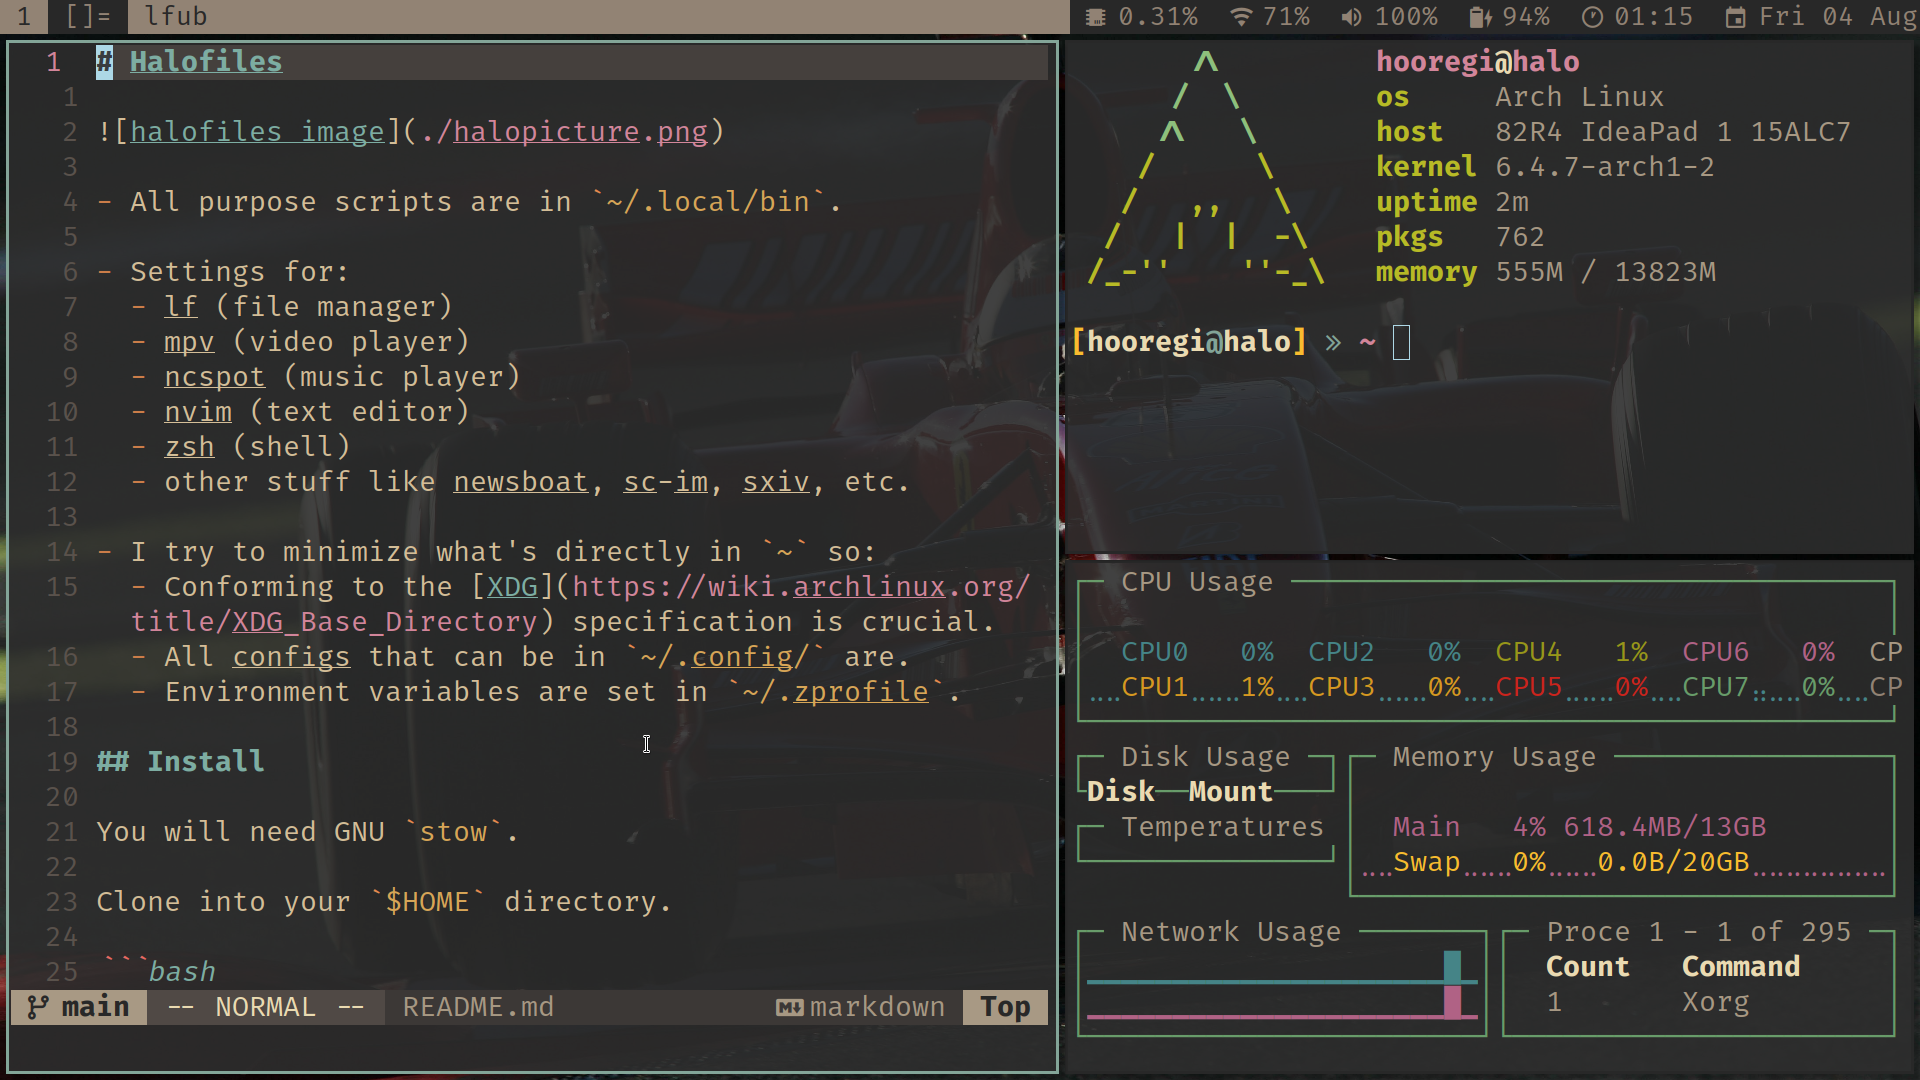 1 []= lfub 0.31% 71% 100% 94% 01:15 Fri 04 Aug
1 # Halofiles
1
2 ![halofiles image](./halopicture.png)
3
4 - All purpose scripts are in `~/.local/bin`.
5
6 - Settings for:
7 - lf (file manager)
8 - mpv (video player)
9 - ncspot (music player)
10 - nvim (text editor)
11 - zsh (shell)
12 - other stuff like newsboat, sc-im, sxiv, etc.
13
14 - I try to minimize what's directly in `~` so:
15 - Conforming to the [XDG](https://wiki.archlinux.org/
title/XDG_Base_Directory) specification is crucial.
16 - All configs that can be in `~/.config/` are.
17 - Environment variables are set in `~/.zprofile`.
18
19 ## Install
20
21 You will need GNU `stow`.
22
23 Clone into your `$HOME` directory.
24
25 ```bash
main -- NORMAL -- README.md markdown Top
hooregi@halo
os Arch Linux
host 82R4 IdeaPad 1 15ALC7
kernel 6.4.7-arch1-2
uptime 2m
pkgs 762
memory 555M / 13823M
[hooregi@halo] » ~
CPU Usage
CPU0 0% CPU2 0% CPU4 1% CPU6 0% CP
CPU1 1% CPU3 0% CPU5 0% CPU7 0% CP
Disk Usage
Disk Mount
Temperatures
Memory Usage
Main 4% 618.4MB/13GB
Swap 0% 0.0B/20GB
Network Usage
Proce 1 - 1 of 295
Count Command
1 Xorg